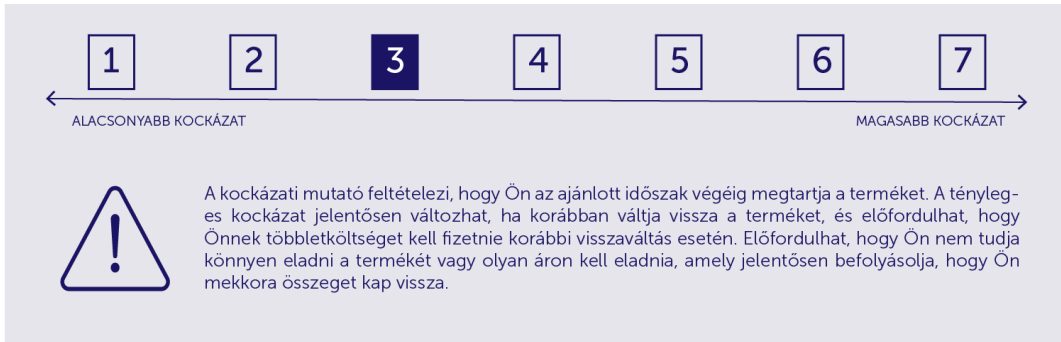 1 2 3 4 5 6 7
ALACSONYABB KOCKÁZAT MAGASABB KOCKÁZAT
A kockázati mutató feltételezi, hogy Ön az ajánlott időszak végéig megtartja a terméket. A tényleg-
es kockázat jelentősen változhat, ha korábban váltja vissza a terméket, és előfordulhat, hogy
Önnek többletköltséget kell fizetnie korábbi visszaváltás esetén. Előfordulhat, hogy Ön nem tudja
könnyen eladni a termékét vagy olyan áron kell eladnia, amely jelentősen befolyásolja, hogy Ön
mekkora összeget kap vissza.